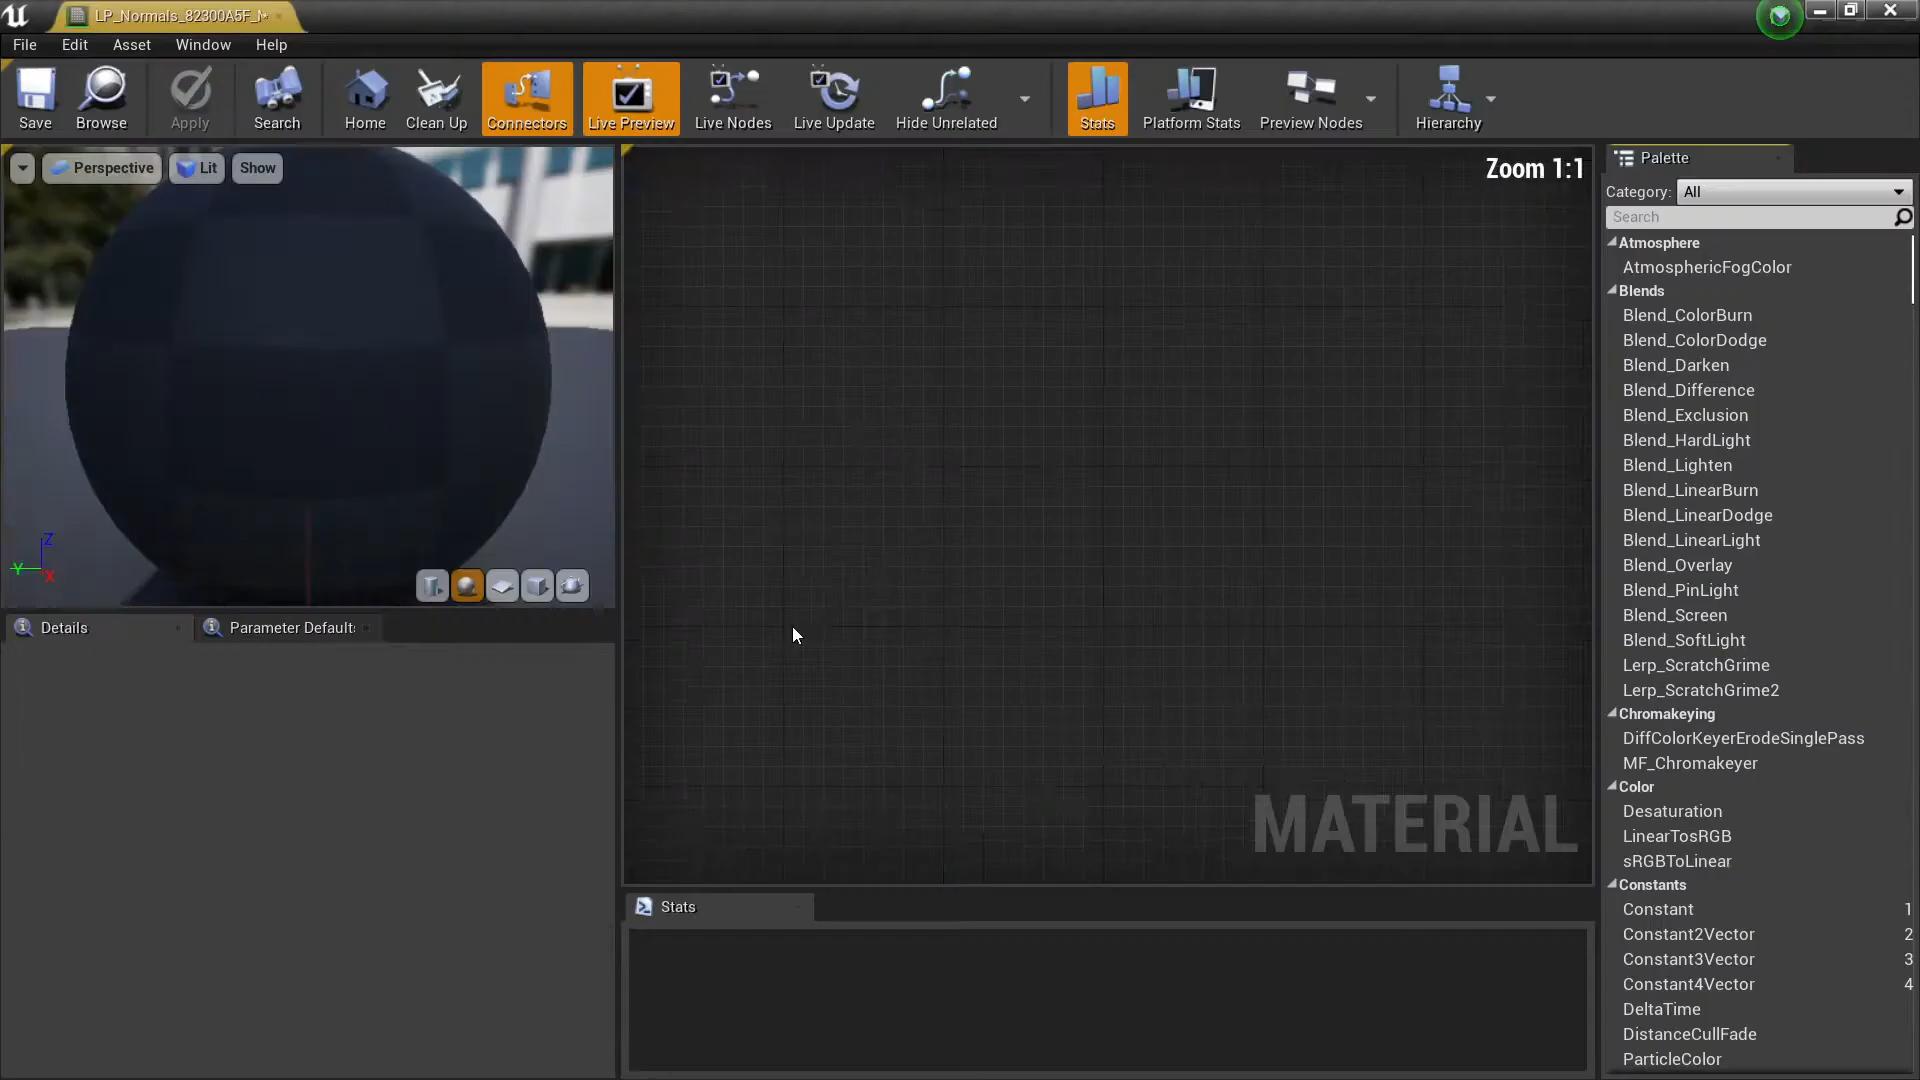 LP_Normals_82300A5F_
File Edit Asset Window Help
Save Browse Apply Search Home Clean Up Connectors Live Preview Live Nodes Live Update Hide Unrelated Stats Platform Stats Preview Nodes Hierarchy
Perspective Lit Show
Z
Y
X
Details Parameter Default
Zoom 1:1
MATERIAL
Stats
Palette
Category: All
Search
Atmosphere
AtmosphericFogColor
Blends
Blend_ColorBurn
Blend_ColorDodge
Blend_Darken
Blend_Difference
Blend_Exclusion
Blend_HardLight
Blend_Lighten
Blend_LinearBurn
Blend_LinearDodge
Blend_LinearLight
Blend_Overlay
Blend_PinLight
Blend_Screen
Blend_SoftLight
Lerp_ScratchGrime
Lerp_ScratchGrime2
Chromakeying
DiffColorKeyerErodeSinglePass
MF_Chromakeyer
Color
Desaturation
LinearTosRGB
sRGBToLinear
Constants
Constant 1
Constant2Vector 2
Constant3Vector 3
Constant4Vector 4
DeltaTime
DistanceCullFade
ParticleColor